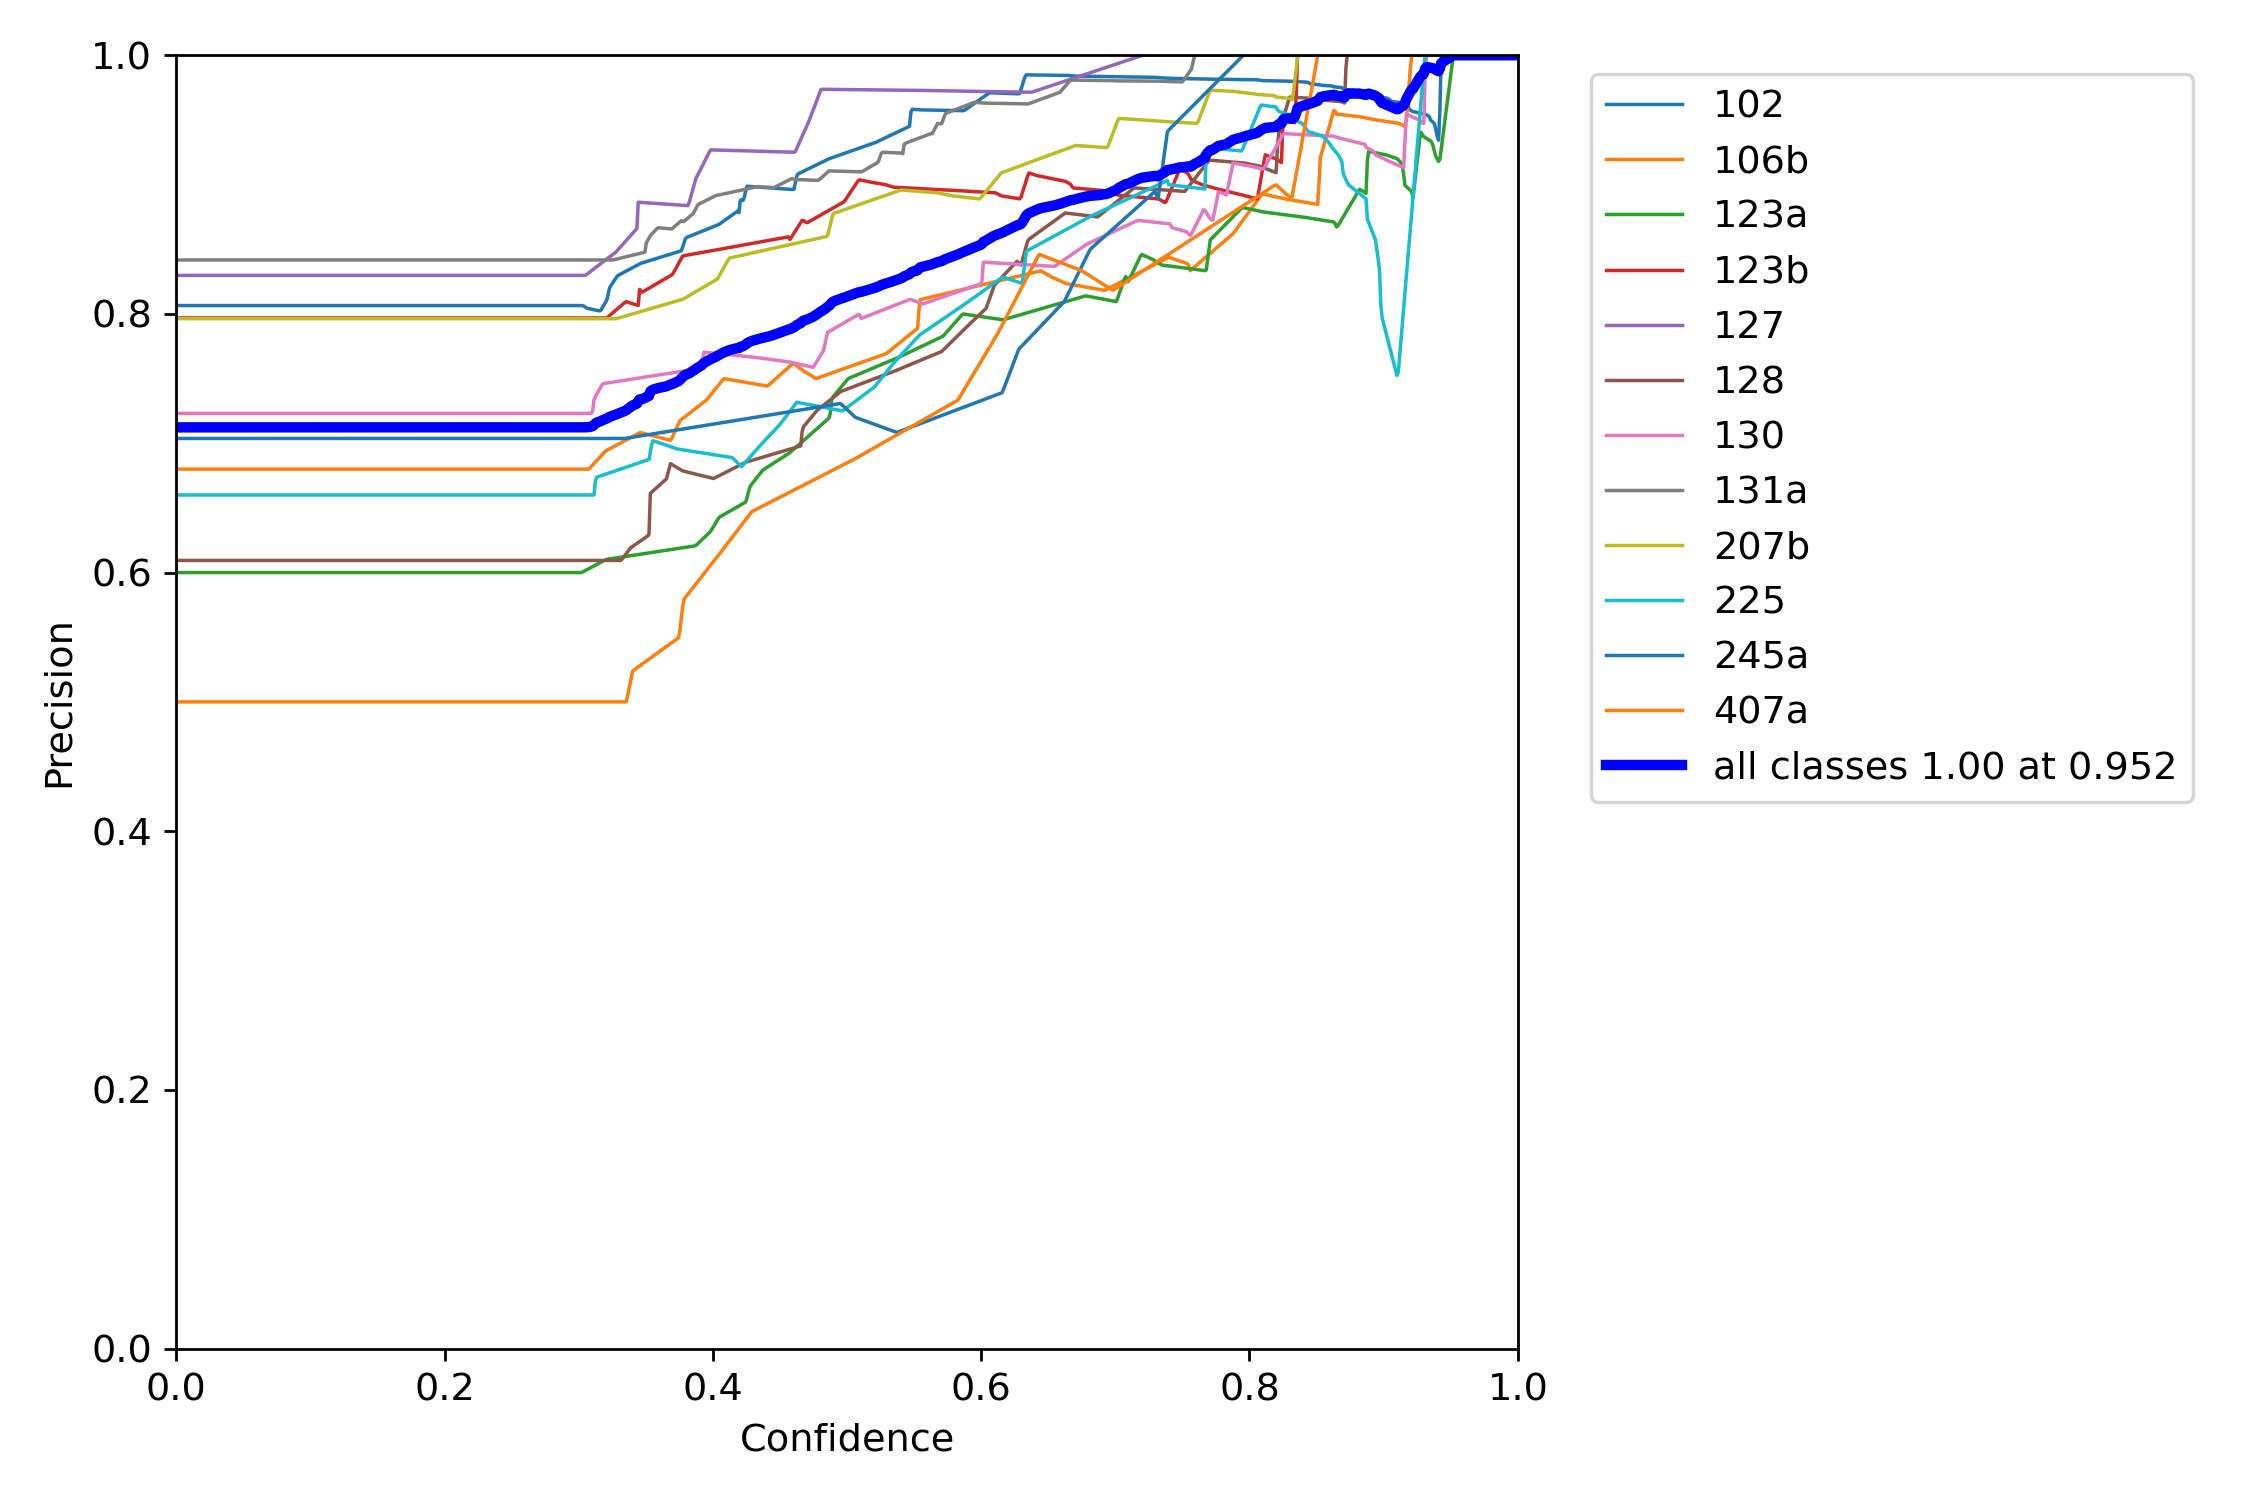 1.0
0.8
0.6
0.4
0.2
0.0
Precision
0.0 0.2 0.4 0.6 0.8 1.0
Confidence
102
106b
123a
123b
127
128
130
131a
207b
225
245a
407a
all classes 1.00 at 0.952